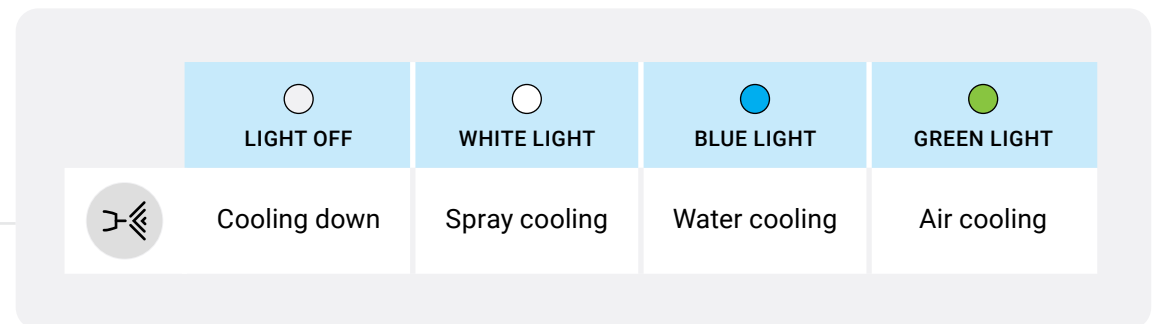 LIGHT OFF
WHITE LIGHT
BLUE LIGHT
GREEN LIGHT
Cooling down
Spray cooling
Water cooling
Air cooling